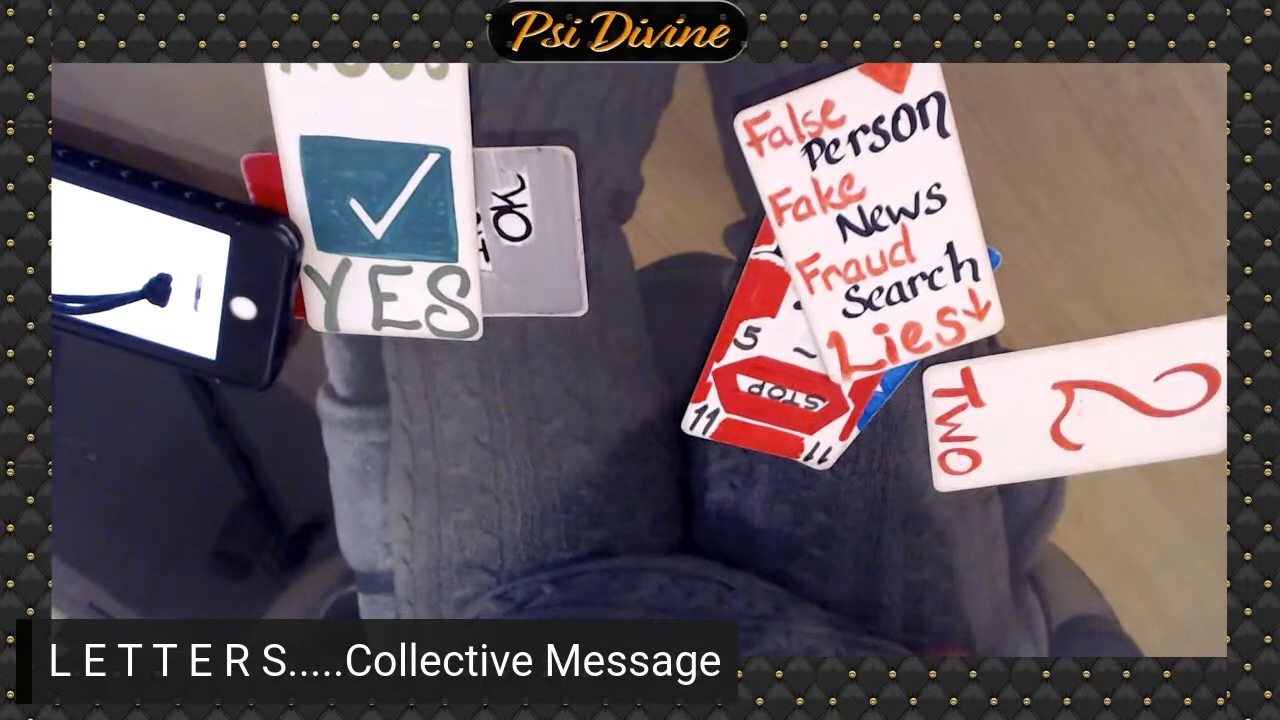 Psi Divine
YES
OK
False
Person
Fake
News
Fraud
Search
Lies↓
5
STOP
11
11
TWO
2
L E T T E R S.....Collective Message